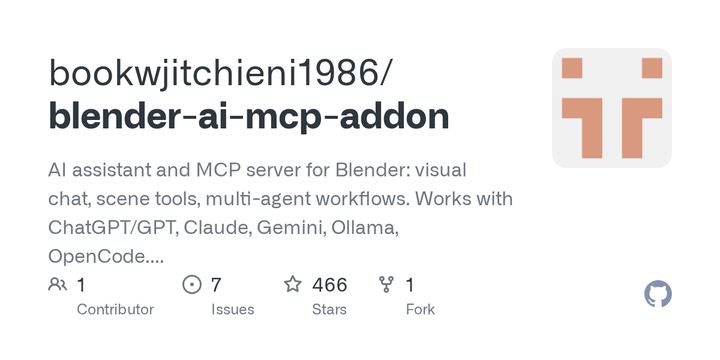 bookwjitchieni1986/
blender-ai-mcp-addon
AI assistant and MCP server for Blender: visual
chat, scene tools, multi-agent workflows. Works with
ChatGPT/GPT, Claude, Gemini, Ollama,
OpenCode....
1 7 466 1
Contributor Issues Stars Fork